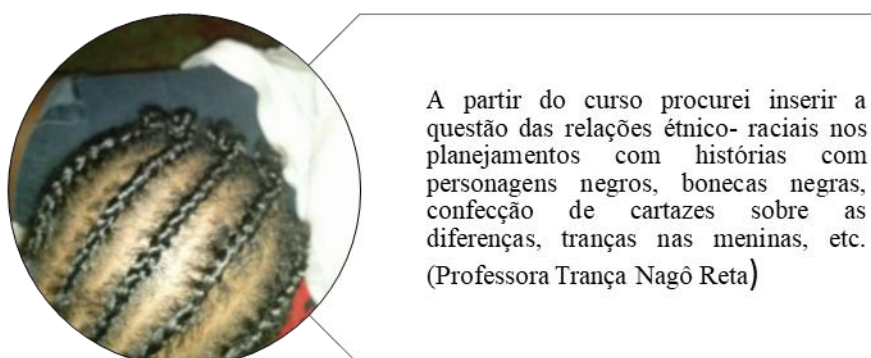 A partir do curso procurei inserir a
questão das relações étnico- raciais nos
planejamentos com histórias com
personagens negros, bonecas negras,
confecção de cartazes sobre as
diferenças, tranças nas meninas, etc.
(Professora Trança Nagô Reta)